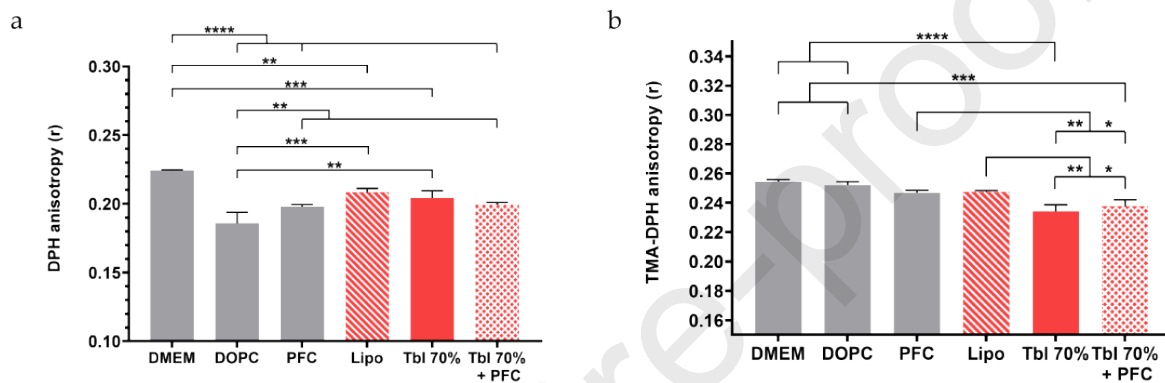 a
****
**
***
**
***
**
DPH anisotropy (r)
0.30
0.25
0.20
0.15
0.10
DMEM DOPC PFC Lipo Tbl 70% Tbl 70%
+ PFC
b
****
***
** *
** *
TMA-DPH anisotropy (r)
0.34
0.32
0.30
0.28
0.26
0.24
0.22
0.20
0.18
0.16
DMEM DOPC PFC Lipo Tbl 70% Tbl 70%
+ PFC
re-proo